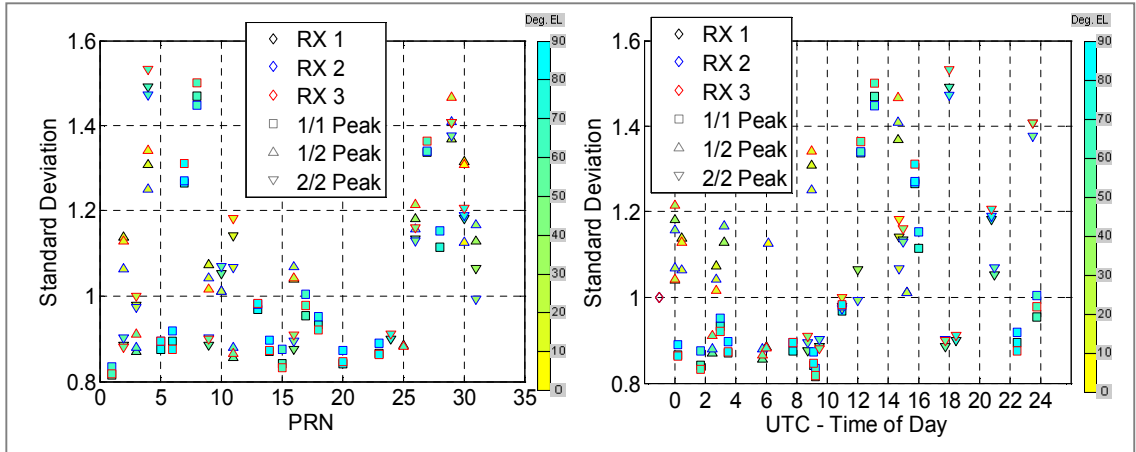 Deg. EL
1.6
1.4
1.2
1
0.8
Standard Deviation
0 5 10 15 20 25 30 35
PRN
RX 1
RX 2
RX 3
1/1 Peak
1/2 Peak
2/2 Peak
90
80
70
60
50
40
30
20
10
0
Deg. EL
1.6
1.4
1.2
1
0.8
Standard Deviation
0 2 4 6 8 10 12 14 16 18 20 22 24
UTC - Time of Day
RX 1
RX 2
RX 3
1/1 Peak
1/2 Peak
2/2 Peak
90
80
70
60
50
40
30
20
10
0